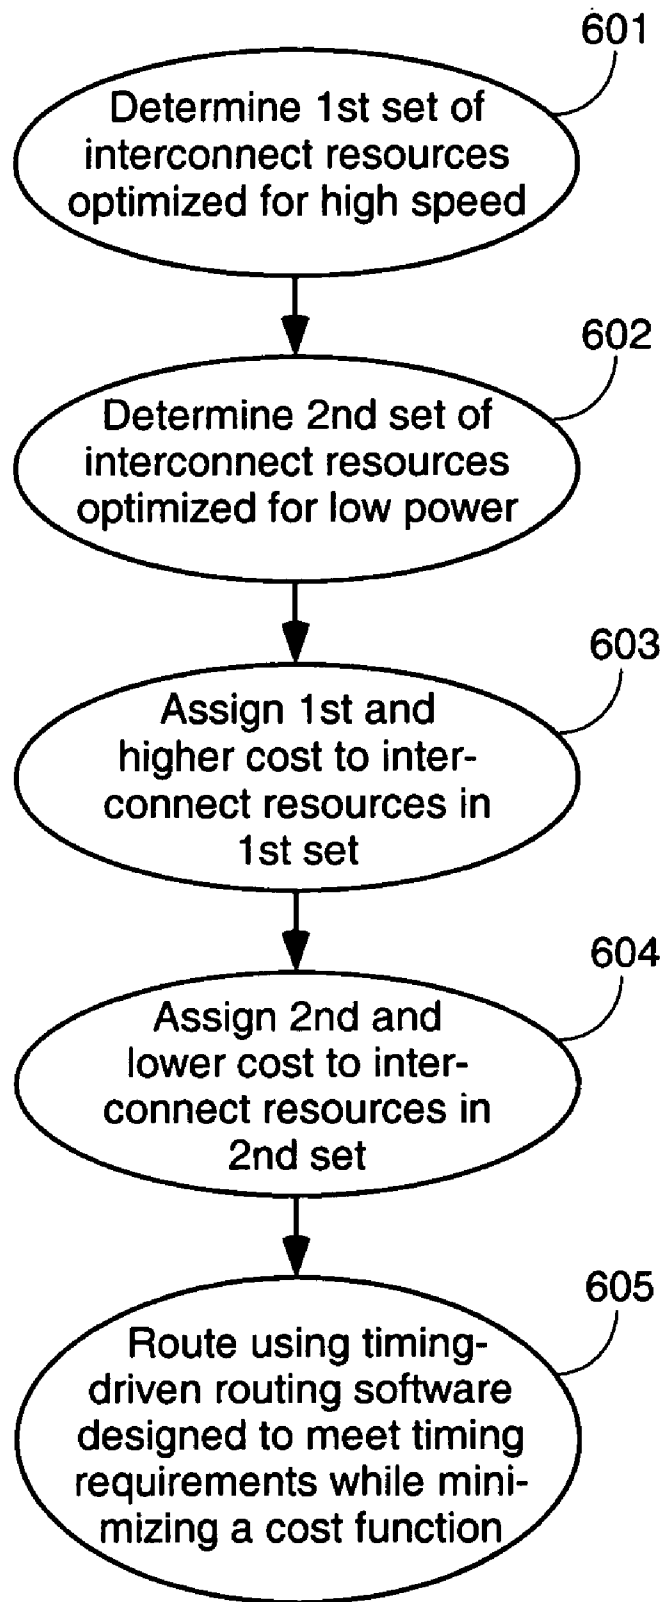 601
Determine 1st set of
interconnect resources
optimized for high speed
602
Determine 2nd set of
interconnect resources
optimized for low power
603
Assign 1st and
higher cost to inter-
connect resources in
1st set
604
Assign 2nd and
lower cost to inter-
connect resources in
2nd set
605
Route using timing-
driven routing software
designed to meet timing
requirements while mini-
mizing a cost function